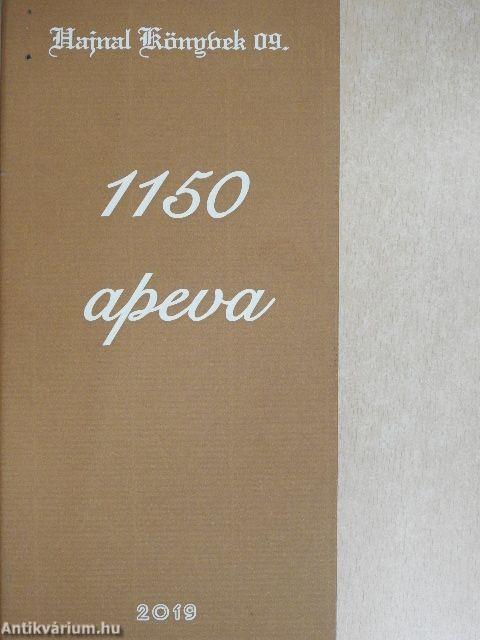 Hajnal Könyvek 09.
1150
apeva
2019
Antikvárium.hu